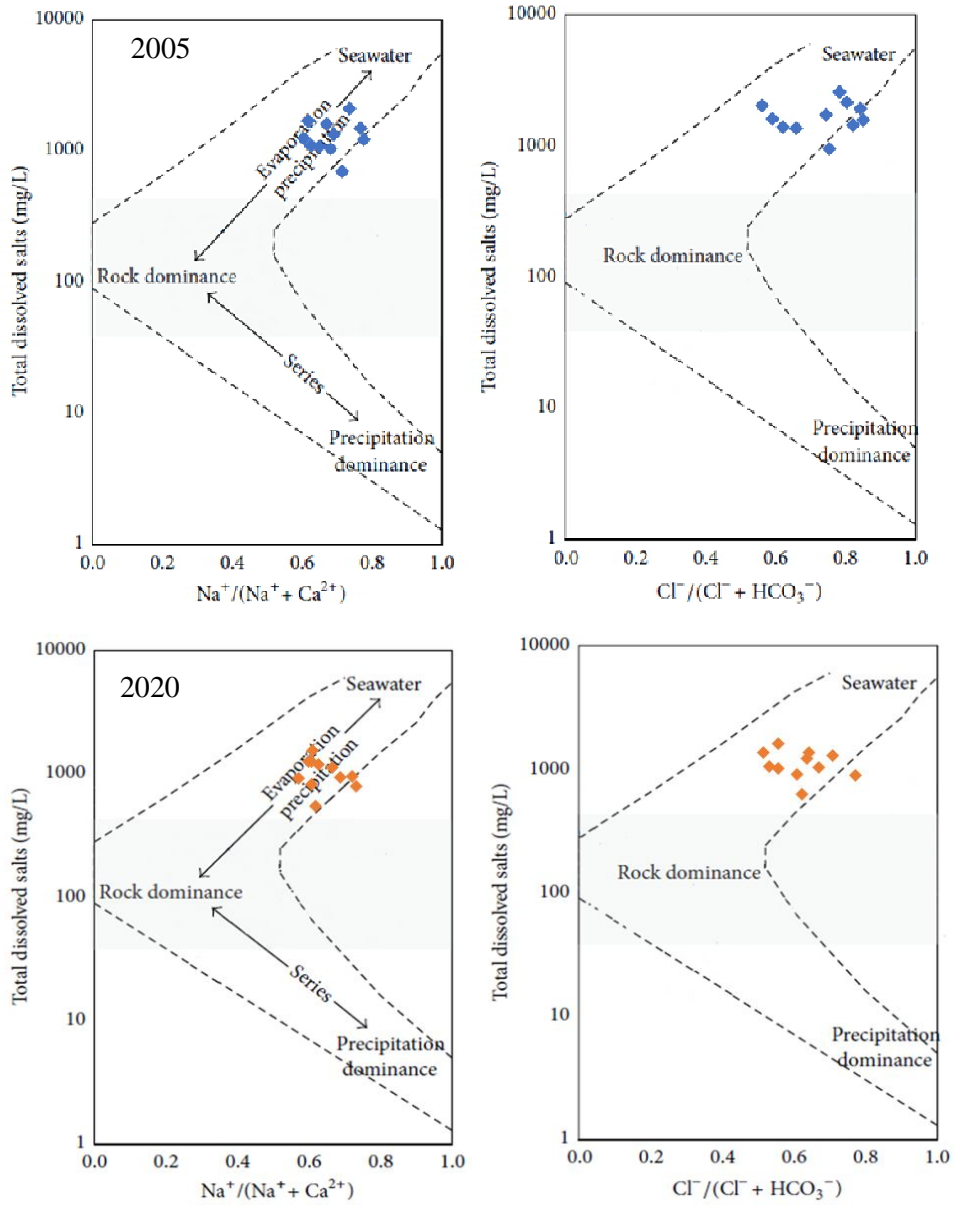 2005
10000
1000
100
10
1
Total dissolved salts (mg/L)
Seawater
Evaporation
precipitation
Rock dominance
Series
Precipitation
dominance
0.0 0.2 0.4 0.6 0.8 1.0
Na⁺/(Na⁺ + Ca²⁺)
10000
1000
100
10
1
Total dissolved salts (mg/L)
Seawater
Rock dominance
Precipitation
dominance
0.0 0.2 0.4 0.6 0.8 1.0
Cl⁻/(Cl⁻ + HCO₃⁻)
2020
10000
1000
100
10
1
Total dissolved salts (mg/L)
Seawater
Evaporation
precipitation
Rock dominance
Series
Precipitation
dominance
0.0 0.2 0.4 0.6 0.8 1.0
Na⁺/(Na⁺ + Ca²⁺)
10000
1000
100
10
1
Total dissolved salts (mg/L)
Seawater
Rock dominance
Precipitation
dominance
0.0 0.2 0.4 0.6 0.8 1.0
Cl⁻/(Cl⁻ + HCO₃⁻)